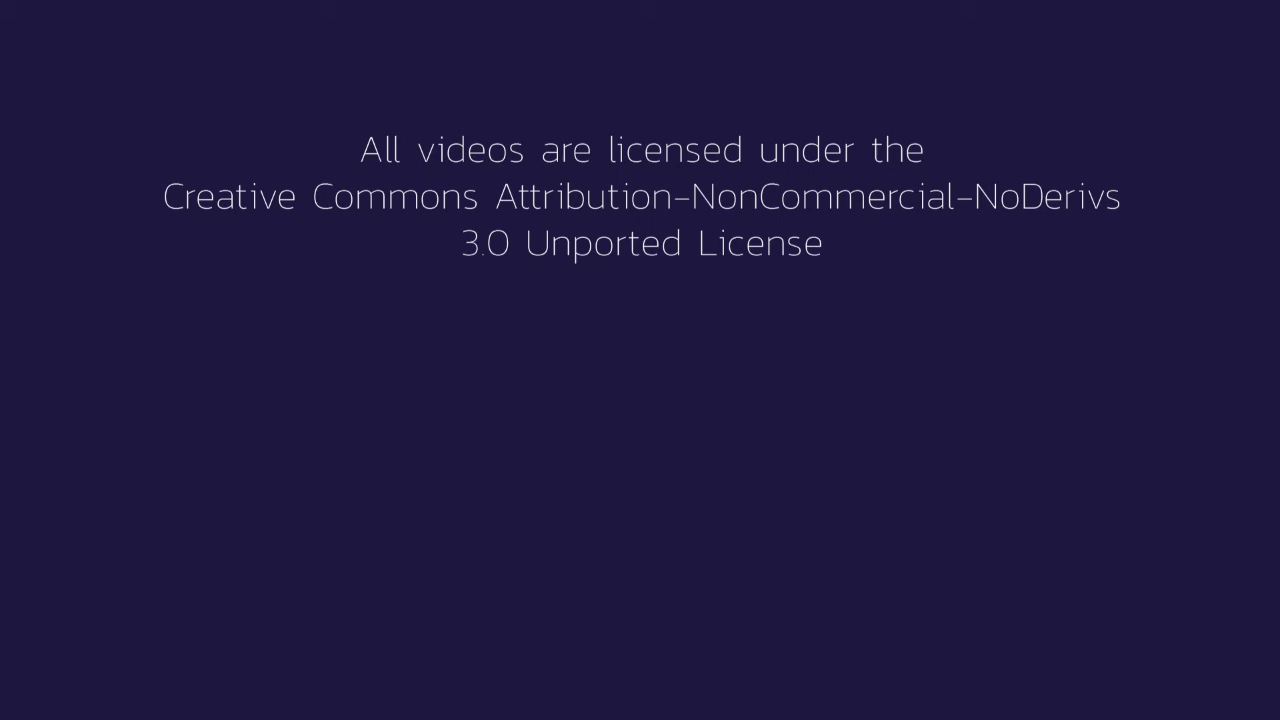 All videos are licensed under the
Creative Commons Attribution-NonCommercial-NoDerivs
3.0 Unported License